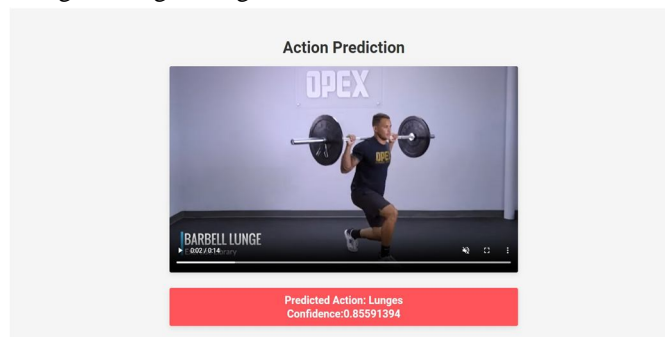 Action Prediction
OPEX
OPEX
BARBELL LUNGE
0:02 / 0:14
Predicted Action: Lunges
Confidence:0.85591394